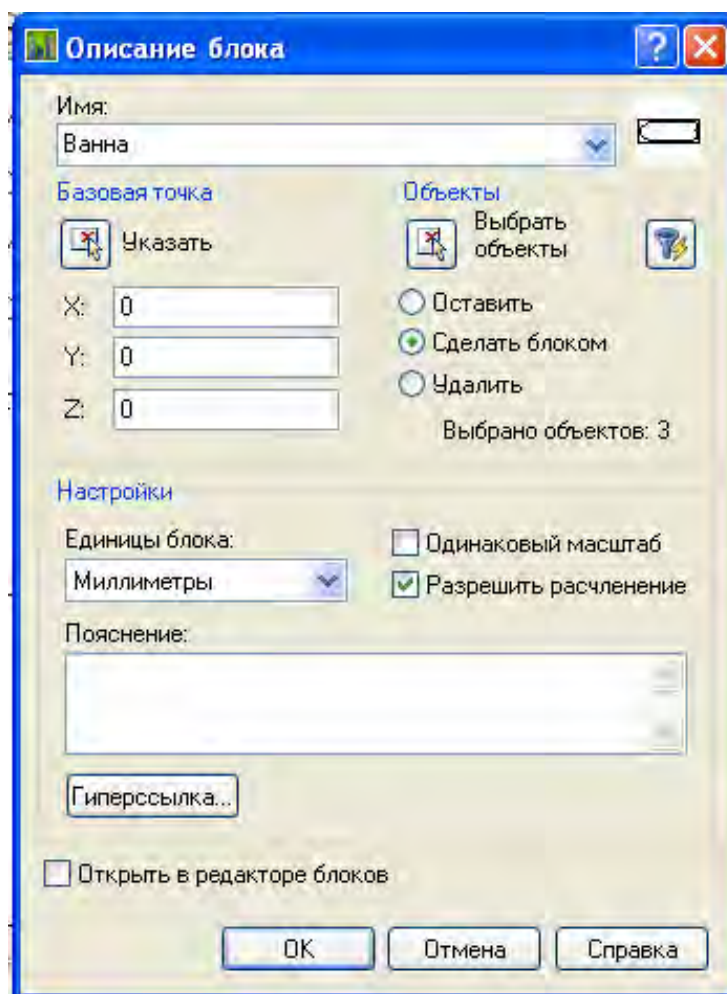 Описание блока
Имя:
Ванна
Базовая точка
Объекты
Указать
Выбрать
объекты
X: 0
Y: 0
Z: 0
Оставить
Сделать блоком
Удалить
Выбрано объектов: 3
Настройки
Единицы блока:
Миллиметры
Одинаковый масштаб
Разрешить расчленение
Пояснение:
Гиперссылка...
Открыть в редакторе блоков
OK
Отмена
Справка